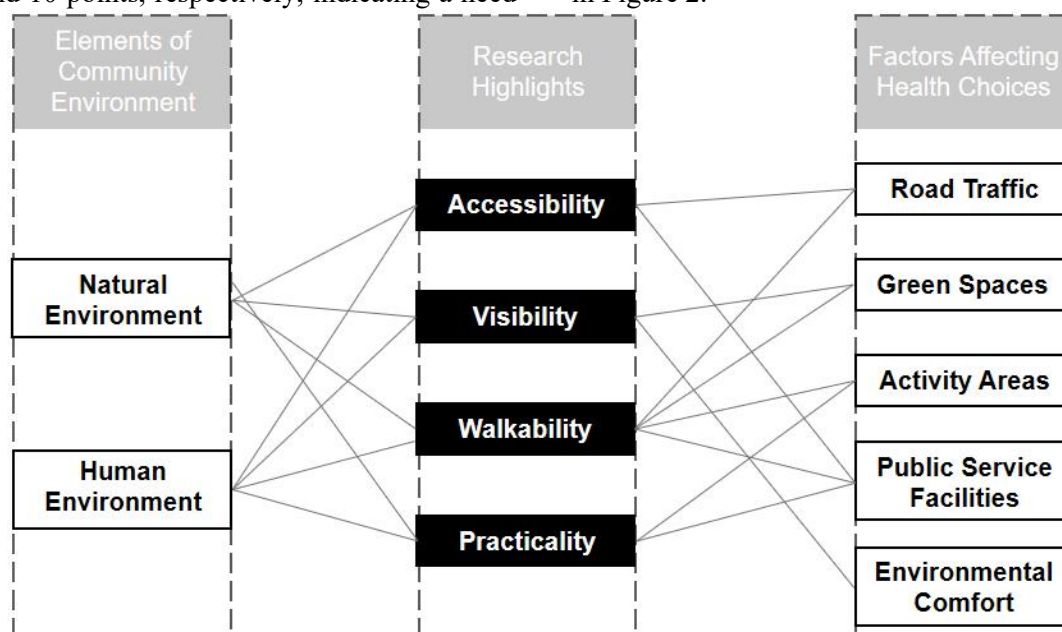 nd 10 points, respectively, indicating a need
in Figure 2.
Elements of
Community
Environment
Research
Highlights
Factors Affecting
Health Choices
Natural
Environment
Human
Environment
Accessibility
Visibility
Walkability
Practicality
Road Traffic
Green Spaces
Activity Areas
Public Service
Facilities
Environmental
Comfort